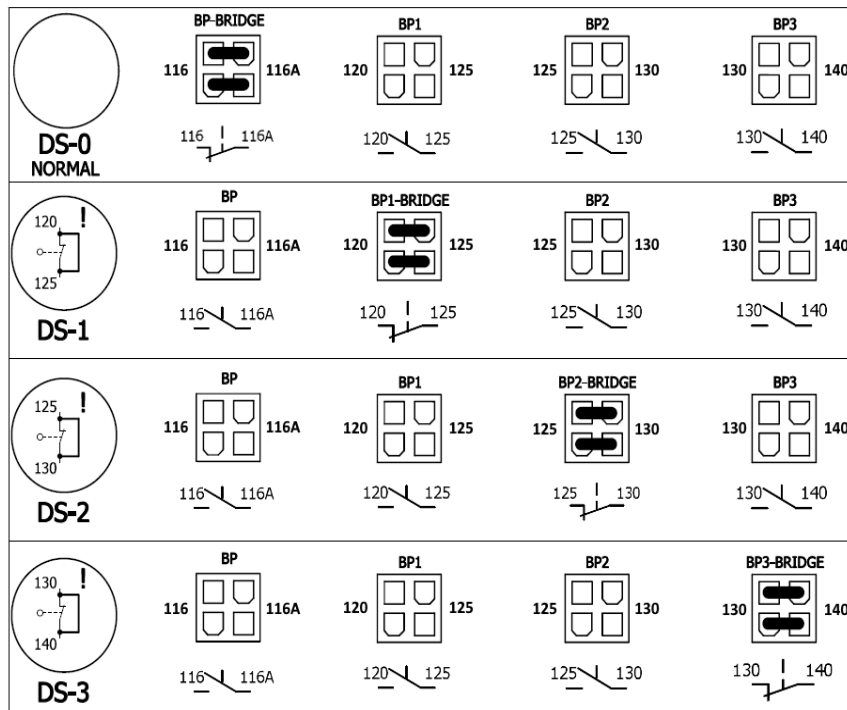 BP-BRIDGE BP1 BP2 BP3
116 116A 120 125 125 130 130 140
DS-0 116 116A 120 125 125 130 130 140
NORMAL
BP BP1-BRIDGE BP2 BP3
120 !
116 116A 120 125 125 130 130 140
125
DS-1 116 116A 120 125 125 130 130 140
BP BP1 BP2-BRIDGE BP3
125 !
116 116A 120 125 125 130 130 140
130
DS-2 116 116A 120 125 125 130 130 140
BP BP1 BP2 BP3-BRIDGE
130 !
116 116A 120 125 125 130 130 140
140
DS-3 116 116A 120 125 125 130 130 140